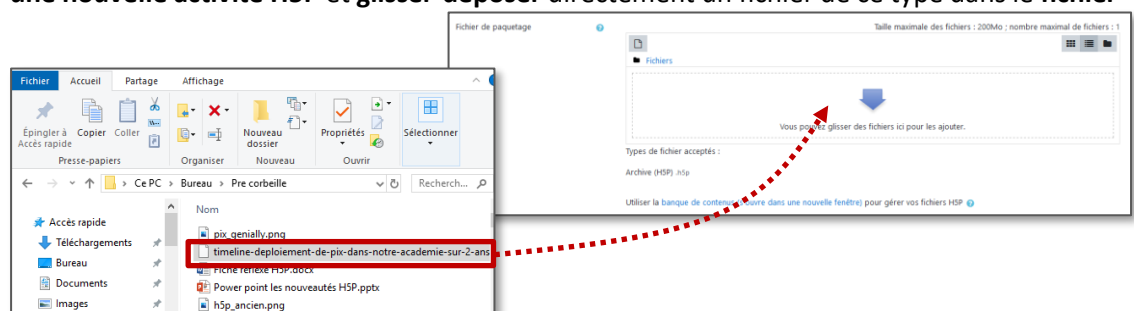 une nouvelle activité H5P et glisser-déposer directement un fichier de ce type dans le fichier
Fichier de paquetage
Taille maximale des fichiers : 200Mo ; nombre maximal de fichiers : 1
Fichiers
Vous pouvez glisser des fichiers ici pour les ajouter.
Types de fichier acceptés :
Archive (H5P) .h5p
Utiliser la banque de contenus (s'ouvre dans une nouvelle fenêtre) pour gérer vos fichiers H5P
Fichier Accueil Partage Affichage
Épingler à Accès rapide
Copier
Coller
Nouveau dossier
Propriétés
Sélectionner
Presse-papiers Organiser Nouveau Ouvrir
> Ce PC > Bureau > Pre corbeille
Recherch...
Nom
Accès rapide
Téléchargements
Bureau
Documents
Images
pix_genially.png
timeline-deploiement-de-pix-dans-notre-academie-sur-2-ans
Fiche reflexe H5P.docx
Power point les nouveautés H5P.pptx
h5p_ancien.png